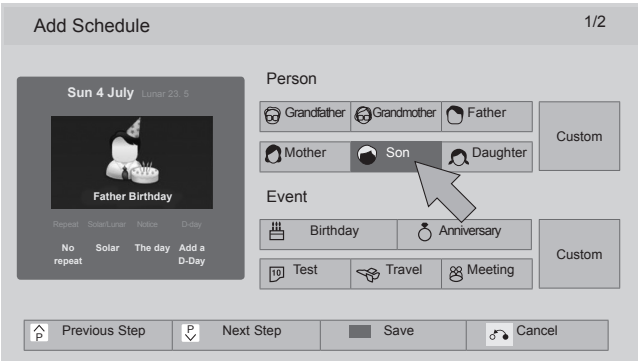 Add Schedule 1/2
Sun 4 July Lunar 23. 5
Father Birthday
Repeat Solar/Lunar Notice D-day
No repeat Solar The day Add a D-Day
Person
Grandfather Grandmother Father
Mother Son Daughter
Custom
Event
Birthday Anniversary
10 Test Travel Meeting
Custom
P Previous Step P Next Step Save Cancel